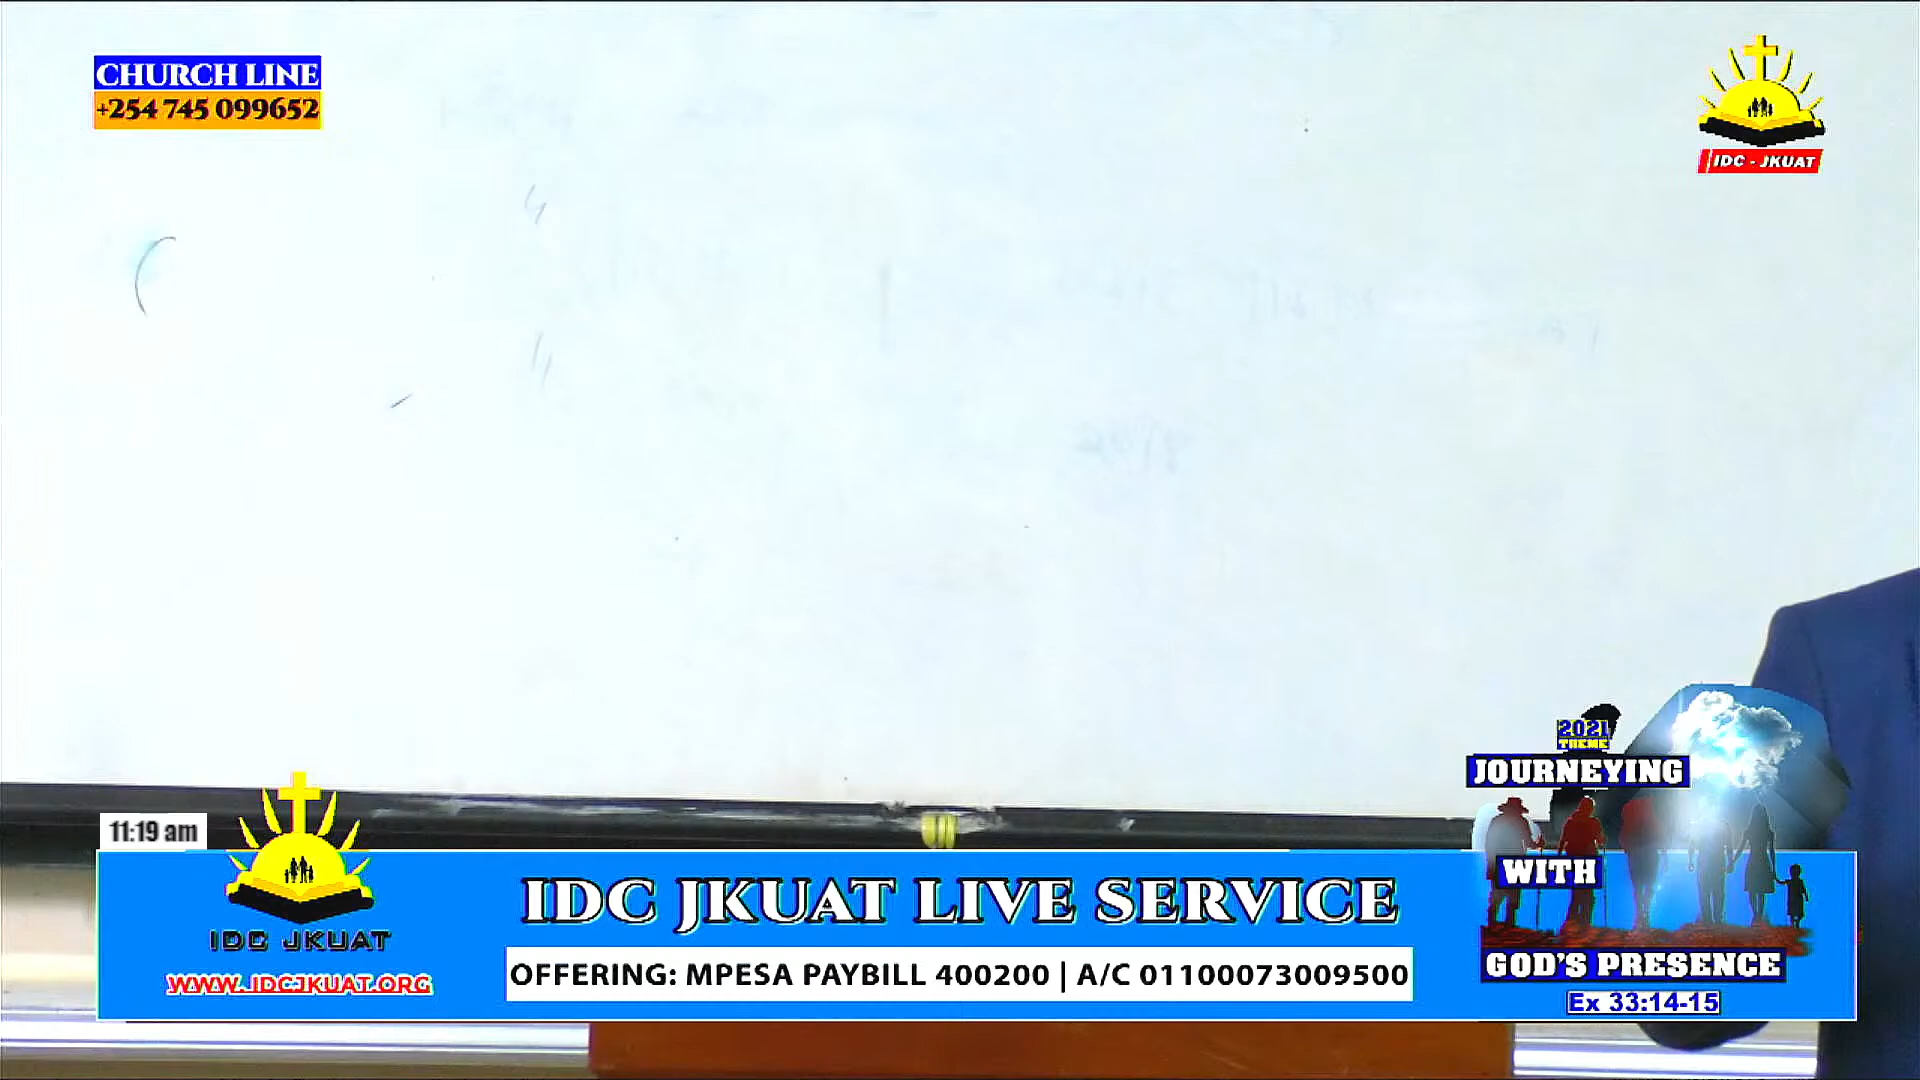 CHURCH LINE
+254 745 099652
IDC - JKUAT
2021
THEME
JOURNEYING
WITH
GOD'S PRESENCE
Ex 33:14-15
11:19 am
IDC JKUAT
WWW.IDCJKUAT.ORG
IDC JKUAT LIVE SERVICE
OFFERING: MPESA PAYBILL 400200 | A/C 01100073009500